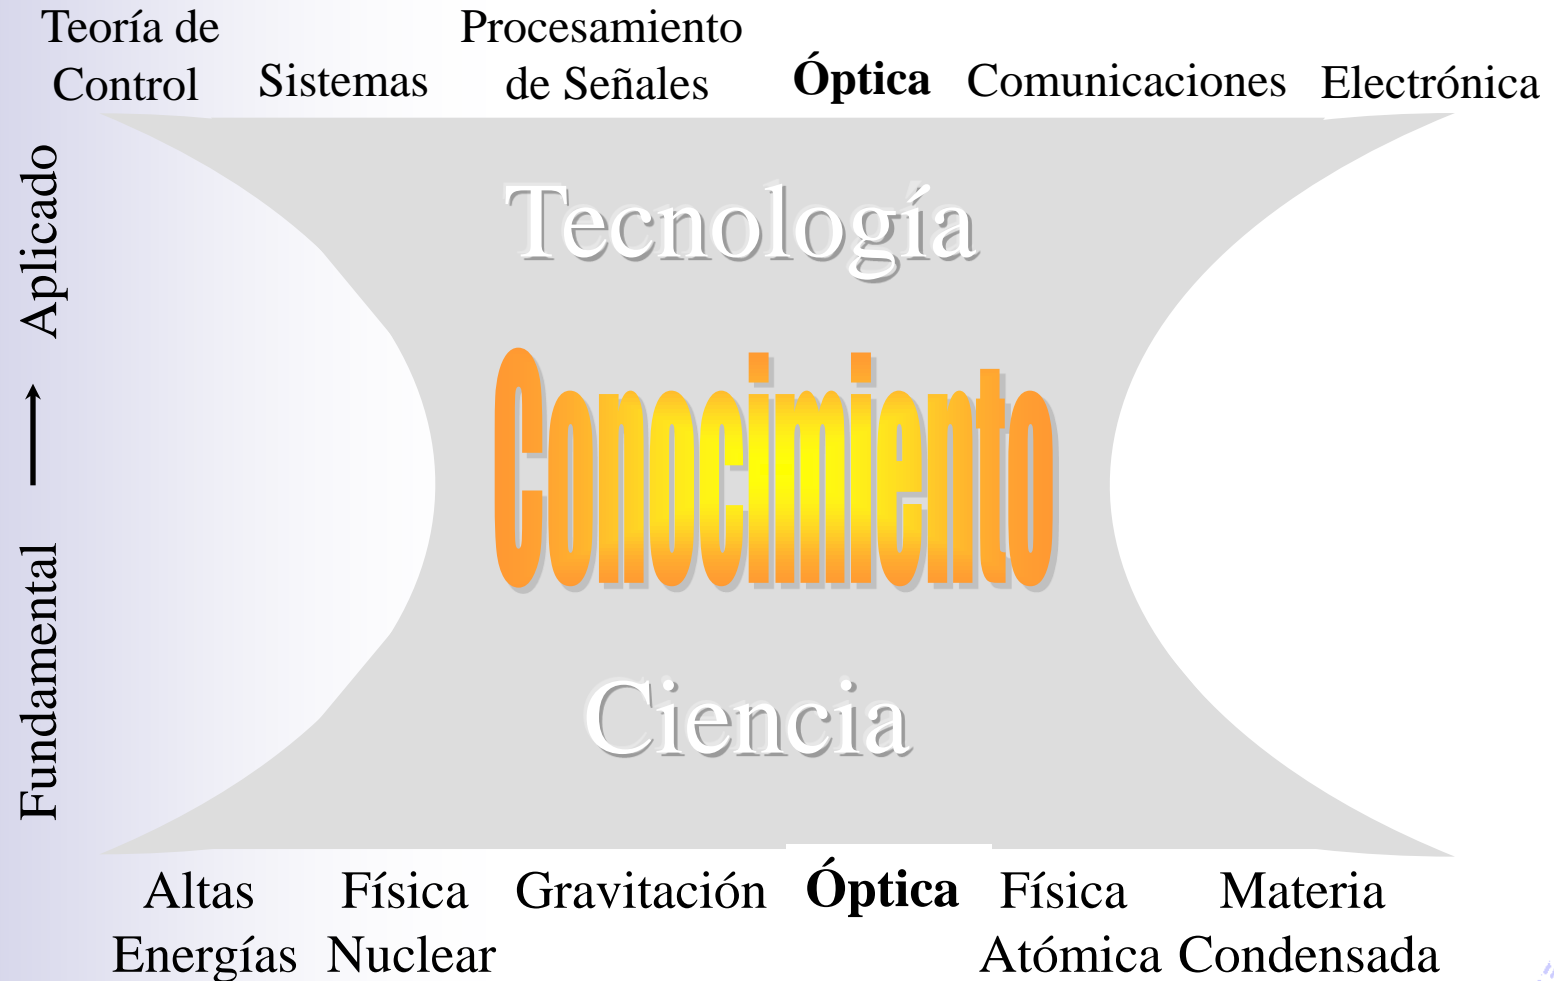 Teoría de
Control
Sistemas
Procesamiento
de Señales
Óptica
Comunicaciones
Electrónica
Aplicado
Fundamental
Tecnología
Conocimiento
Ciencia
Altas
Energías
Física
Nuclear
Gravitación
Óptica
Física
Atómica
Materia
Condensada